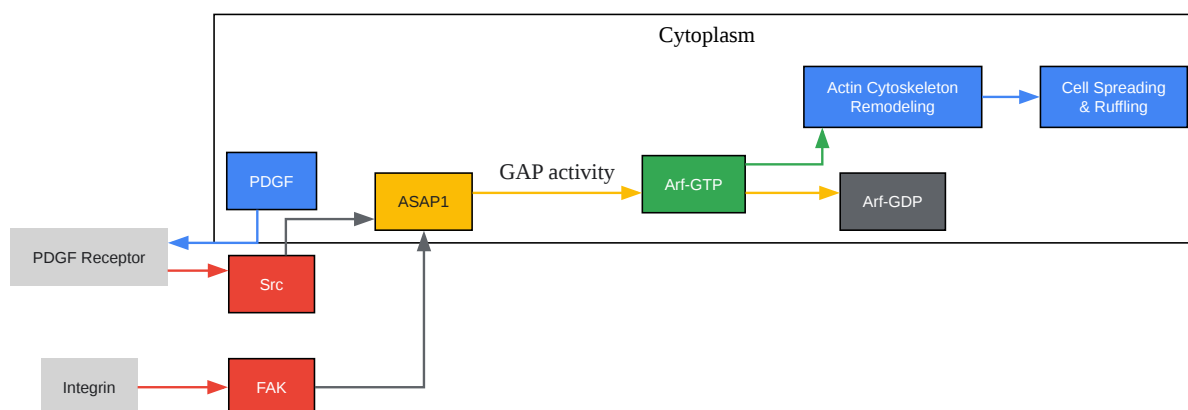 Cytoplasm
Actin Cytoskeleton
Remodeling
Cell Spreading
& Ruffling
PDGF
GAP activity
ASAP1
Arf-GTP
Arf-GDP
PDGF Receptor
Src
Integrin
FAK